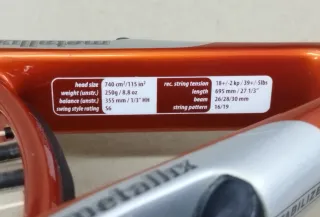 head size 740 cm²/115 in²
weight (unstr.) 250g / 8.8 oz
balance (unstr.) 355 mm / 1/3" HH
swing style rating S6
rec. string tension 18+/-2 kp / 39+/-5lbs
length 695 mm / 27 1/3"
beam 26/28/30 mm
string pattern 16/19
metallix